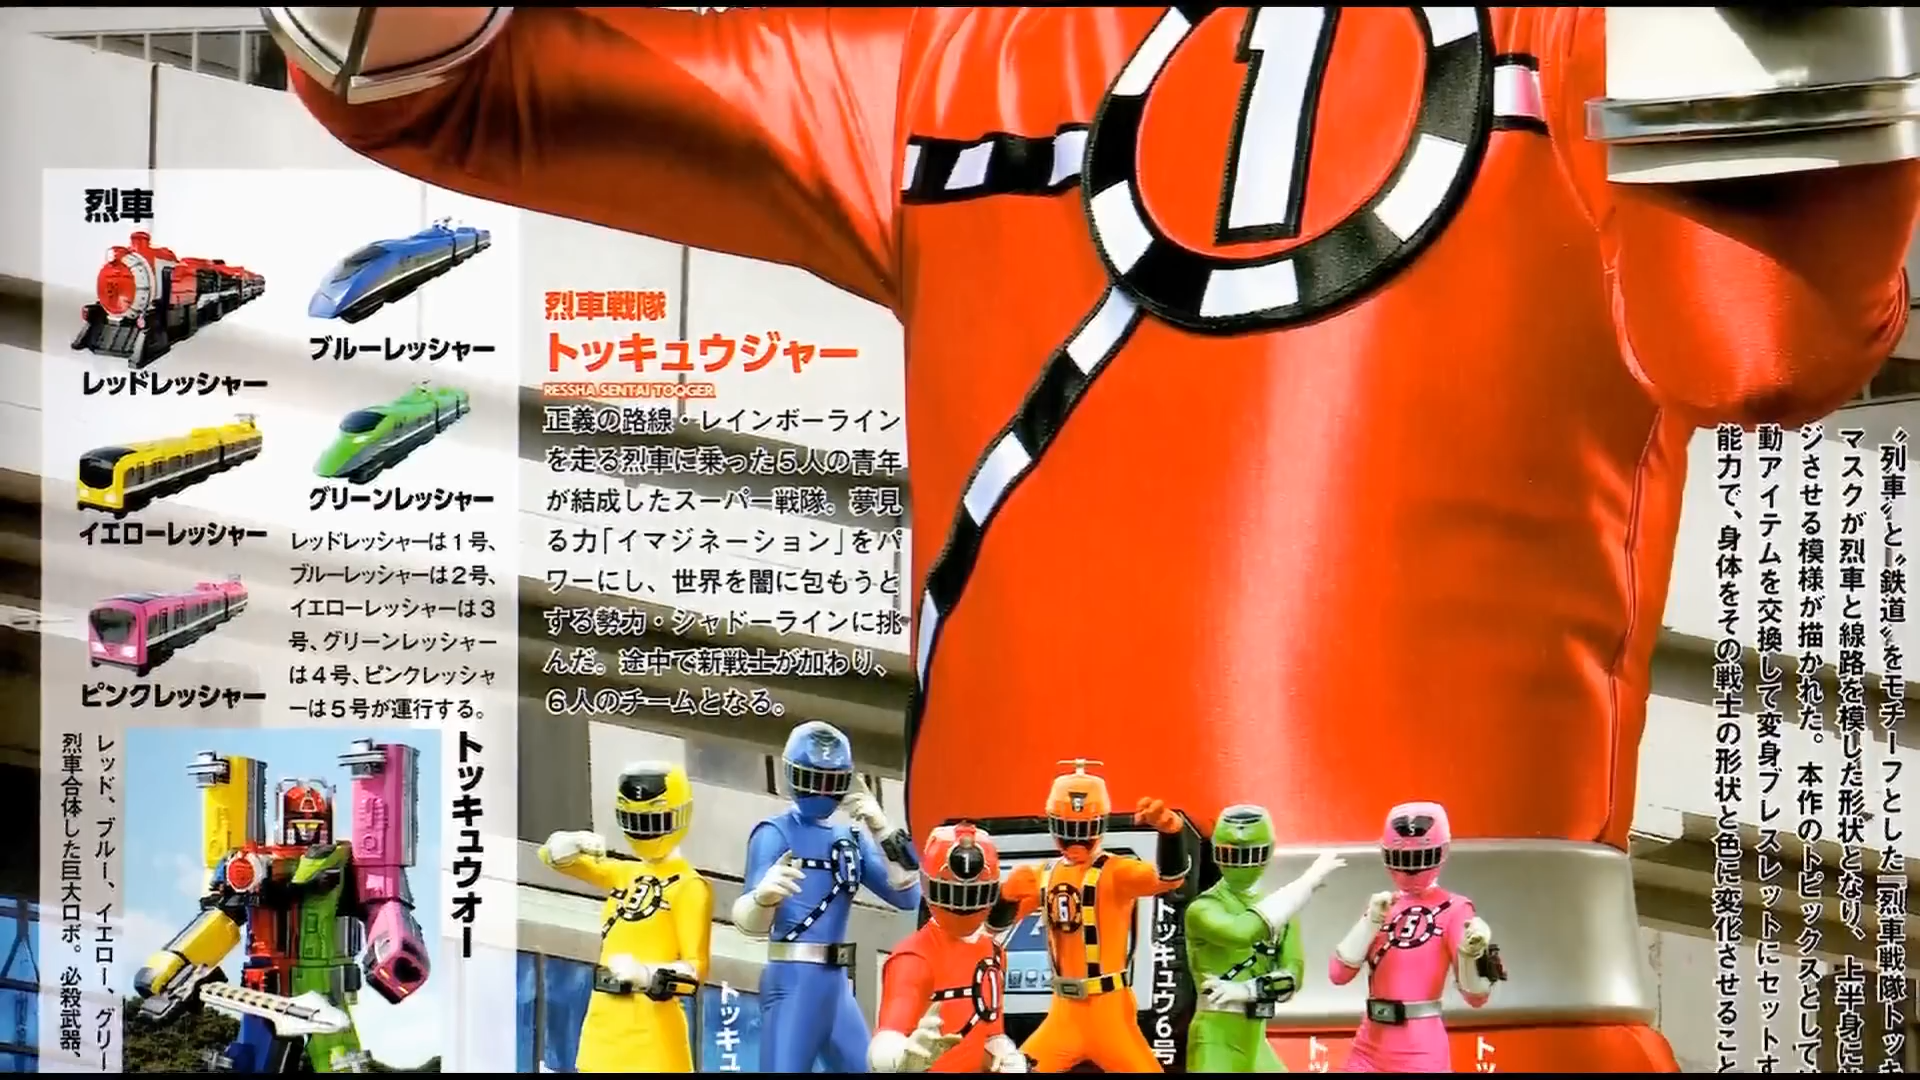 烈車
レッドレッシャー
ブルーレッシャー
イエローレッシャー
グリーンレッシャー
ピンクレッシャー
レッドレッシャーは1号、
ブルーレッシャーは2号、
イエローレッシャーは3
号、グリーンレッシャー
は4号、ピンクレッシャ
ーは5号が運行する。
トッキュウオー
レッド、ブルー、イエロー、グリー
烈車合体した巨大ロボ。必殺武器、
烈車戦隊
トッキュウジャー
RESSHA SENTAI TOQGER
正義の路線・レインボーライン
を走る烈車に乗った5人の青年
が結成したスーパー戦隊。夢見
る力「イマジネーション」をパ
ワーにし、世界を闇に包もうと
する勢力・シャドーラインに挑
んだ。途中で新戦士が加わり、
6人のチームとなる。
1
3
2
1
6
5
トッキュ
トッキュウ6号
トッ
トッ
“列車”と“鉄道”をモチーフとした『烈車戦隊トッキ
マスクが烈車と線路を模した形状となり、上半身に
ジさせる模様が描かれた。本作のトピックスとして
動アイテムを交換して変身ブレスレットにセットす
能力で、身体をその戦士の形状と色に変化させること